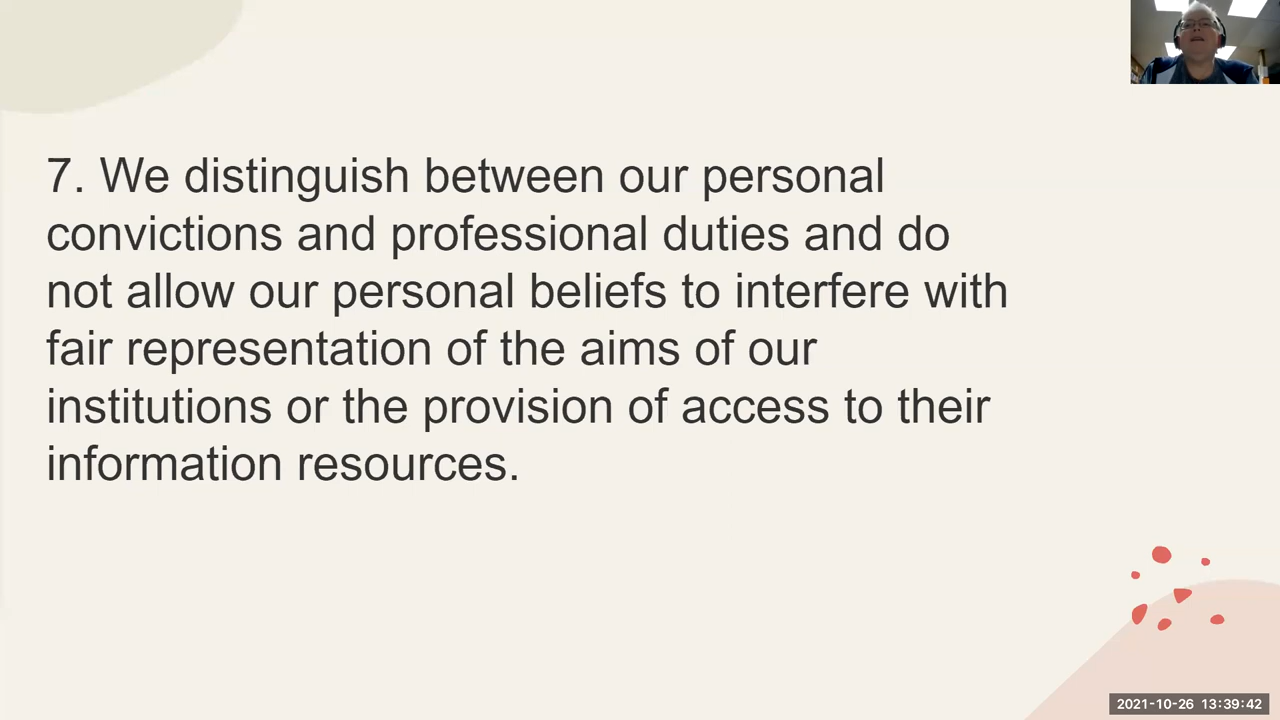 7. We distinguish between our personal
convictions and professional duties and do
not allow our personal beliefs to interfere with
fair representation of the aims of our
institutions or the provision of access to their
information resources.
2021-10-26 13:39:42